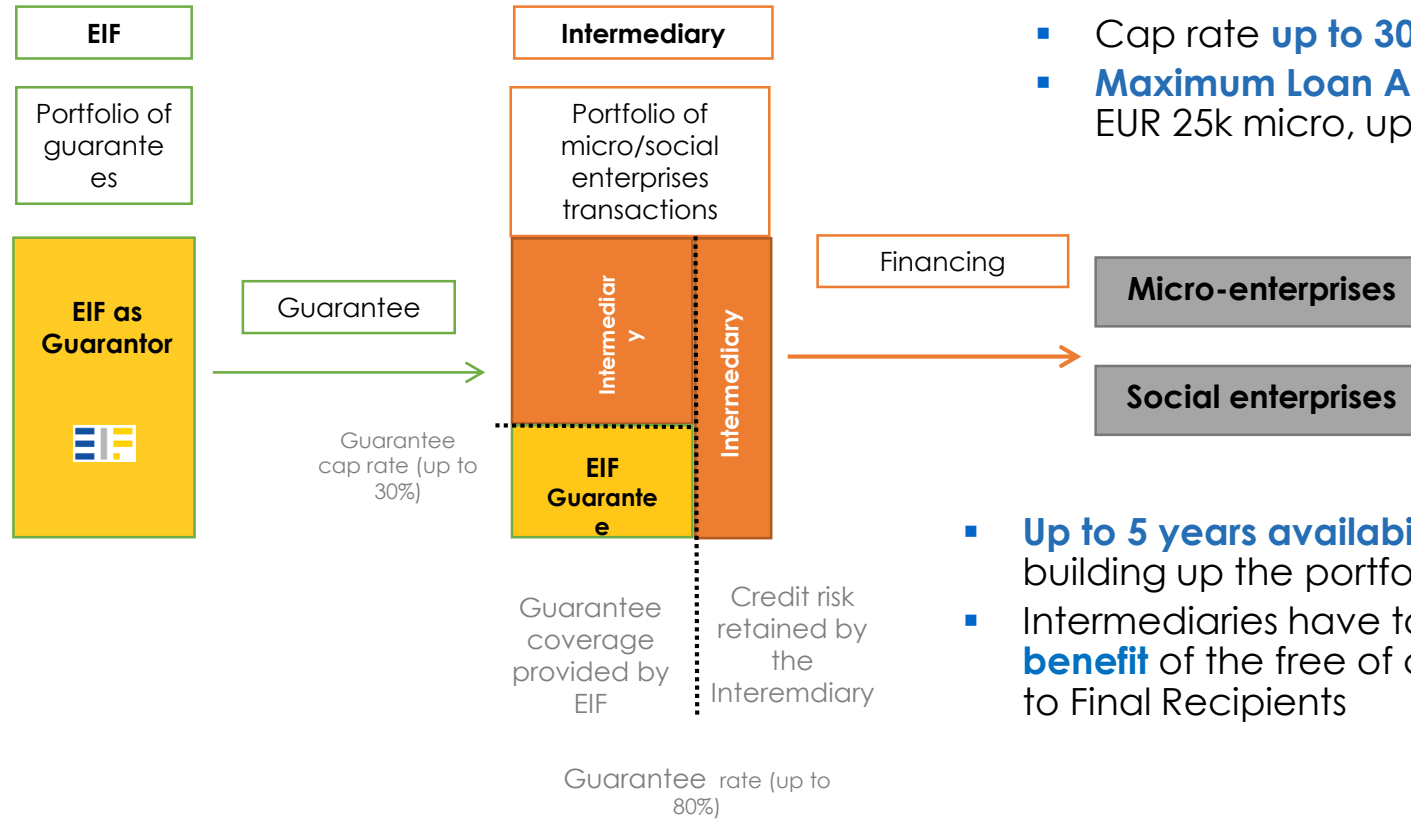 EIF
Intermediary
Portfolio of
guarante
es
Portfolio of
micro/social
enterprises
transactions
EIF as
Guarantor
EIF
Guarantee
Guarantee
cap rate (up to
30%)
Intermediar
y
Intermediary
EIF
Guarante
e
Financing
Micro-enterprises
Social enterprises
Guarantee
coverage
provided by
EIF
Credit risk
retained by
the
Interemdiary
Guarantee rate (up to
80%)
Cap rate up to 30
Maximum Loan A
EUR 25k micro, up
Up to 5 years availabi
building up the portfo
Intermediaries have to
benefit of the free of c
to Final Recipients